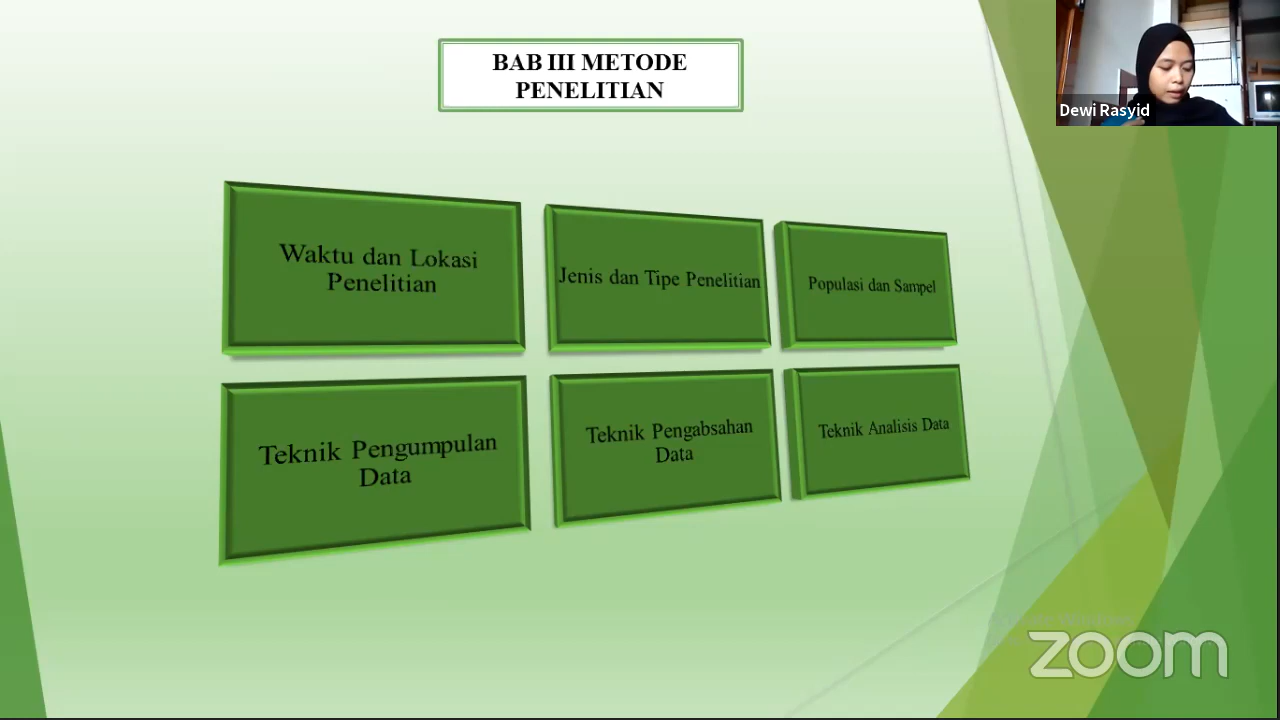 BAB III METODE
PENELITIAN
Dewi Rasyid
Waktu dan Lokasi
Penelitian
Jenis dan Tipe Penelitian
Populasi dan Sampel
Teknik Pengumpulan
Data
Teknik Pengabsahan
Data
Teknik Analisis Data
zoom